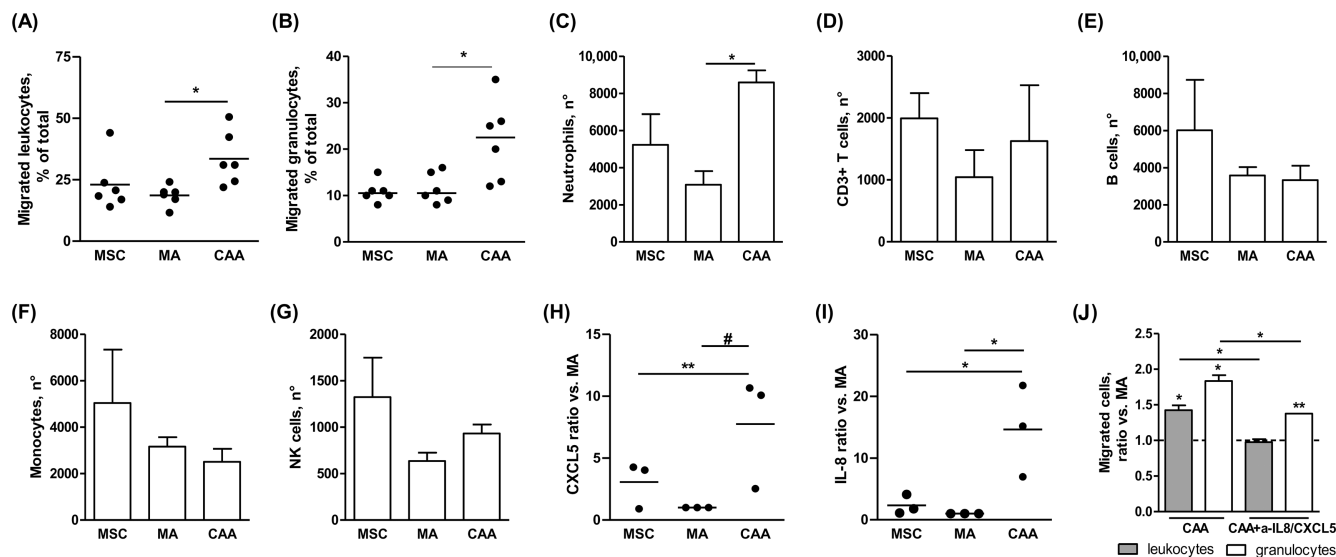 (A)
Migrated leukocytes,
% of total
75
50
25
0
*
MSC MA CAA
(B)
Migrated granulocytes,
% of total
40
30
20
10
0
*
MSC MA CAA
(C)
Neutrophils, n°
10,000
8000
6000
4000
2000
0
*
MSC MA CAA
(D)
CD3+ T cells, n°
3000
2000
1000
0
MSC MA CAA
(E)
B cells, n°
10,000
8000
6000
4000
2000
0
MSC MA CAA
(F)
Monocytes, n°
8000
6000
4000
2000
0
MSC MA CAA
(G)
NK cells, n°
2000
1500
1000
500
0
MSC MA CAA
(H)
CXCL5 ratio vs. MA
15
10
5
0
#
**
MSC MA CAA
(I)
IL-8 ratio vs. MA
40
30
20
10
0
*
*
MSC MA CAA
(J)
Migrated cells,
ratio vs. MA
2.5
2.0
1.5
1.0
0.5
0.0
*
*
*
*
**
CAA CAA+a-IL8/CXCL5
leukocytes granulocytes